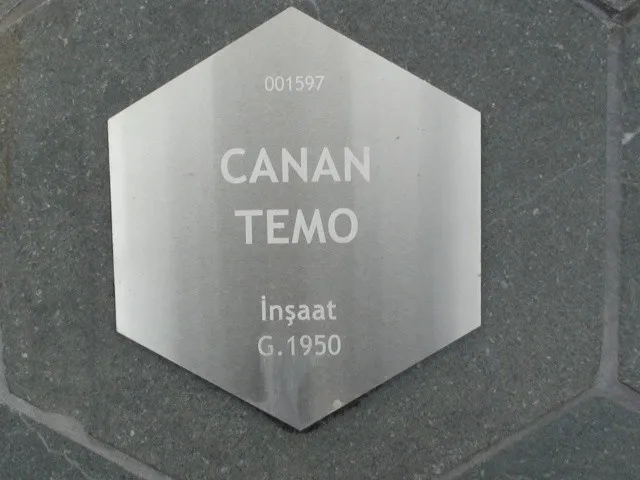 001597
CANAN
TEMO
İnşaat
G.1950